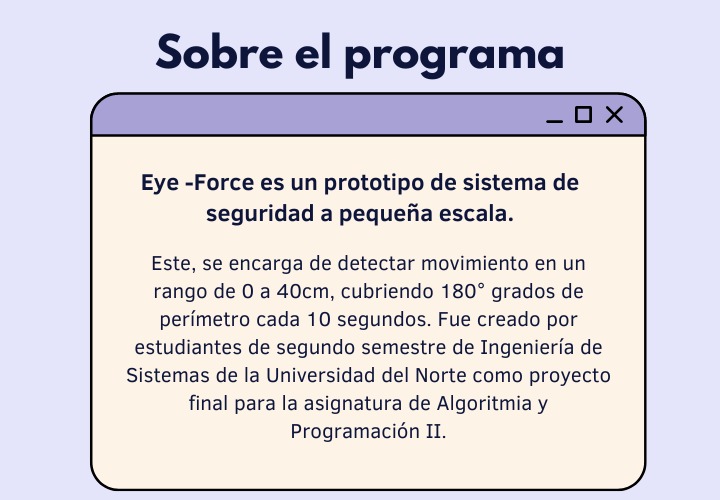 Sobre el programa
Eye -Force es un prototipo de sistema de
seguridad a pequeña escala.
Este, se encarga de detectar movimiento en un
rango de 0 a 40cm, cubriendo 180° grados de
perímetro cada 10 segundos. Fue creado por
estudiantes de segundo semestre de Ingeniería de
Sistemas de la Universidad del Norte como proyecto
final para la asignatura de Algoritmia y
Programación II.